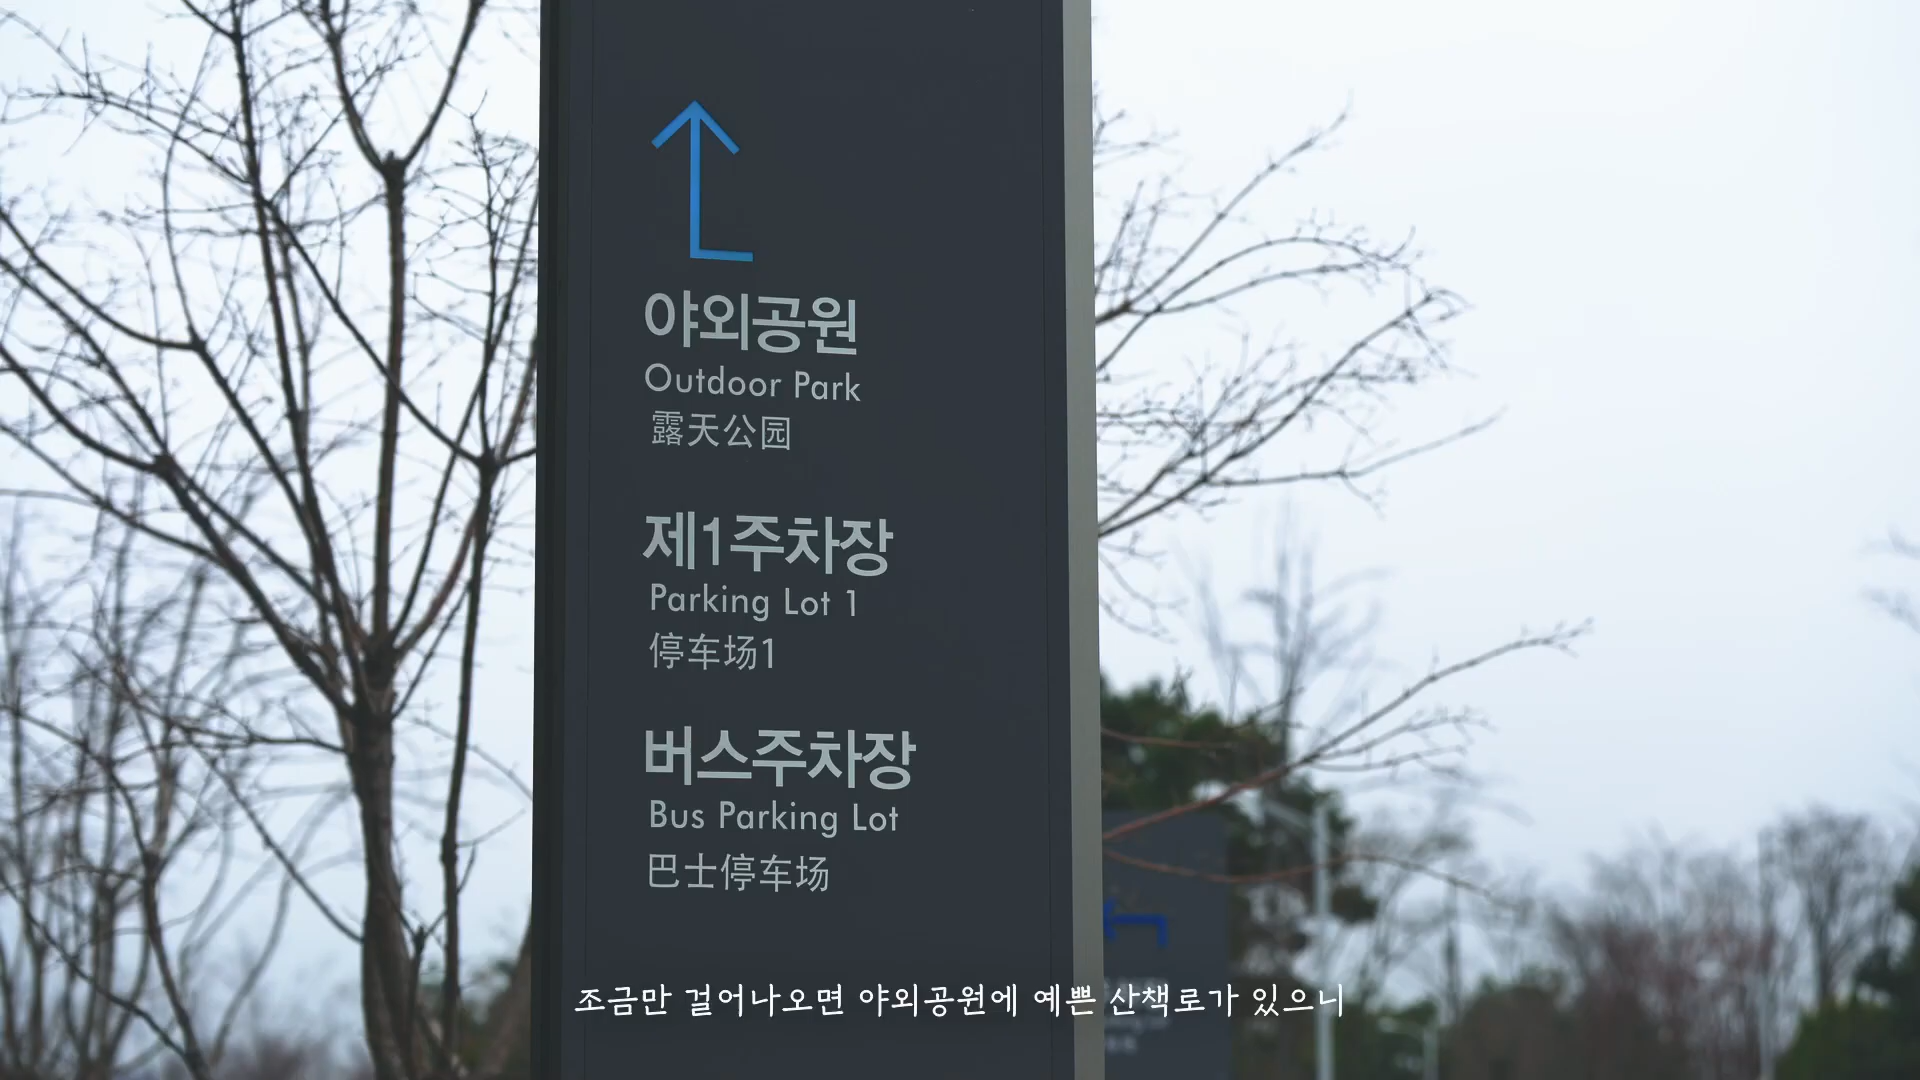 야외공원
Outdoor Park
露天公园
제1주차장
Parking Lot 1
停车场1
버스주차장
Bus Parking Lot
巴士停车场
조금만 걸어나오면 야외공원에 예쁜 산책로가 있으니